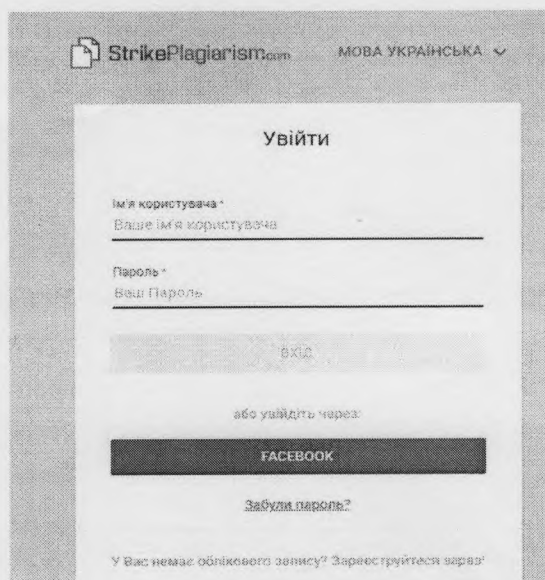 StrikePlagiarism.com МОВА УКРАЇНСЬКА
Увійти
Ім'я користувача *
Ваше ім'я користувача
Пароль *
Ваш Пароль
ВХІД
або увійдіть через:
FACEBOOK
Забули пароль?
У Вас немає облікового запису? Зареєструйтеся зараз!